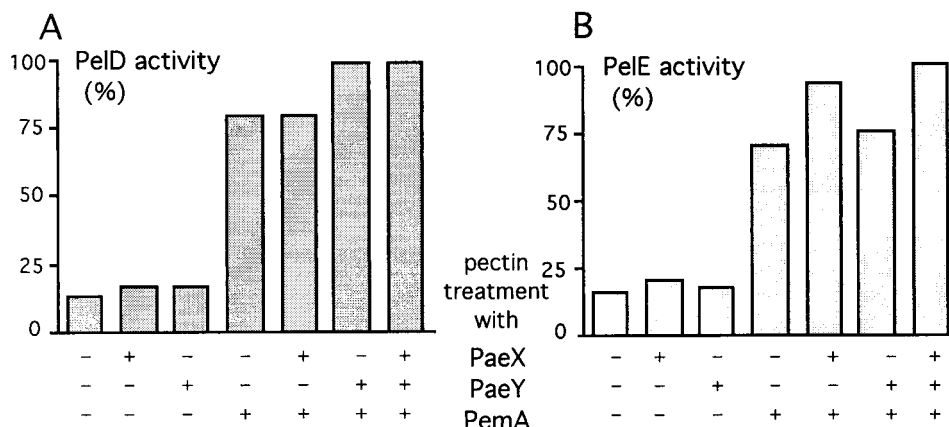 A
PelD activity
(%)
100
75
50
25
0
B
PelE activity
(%)
100
75
50
25
0
pectin
treatment
with
- + - - + - + PaeX - + - - + - +
- - + - - + + PaeY - - + - - + +
- - - + + + + PemA - - - + + + +